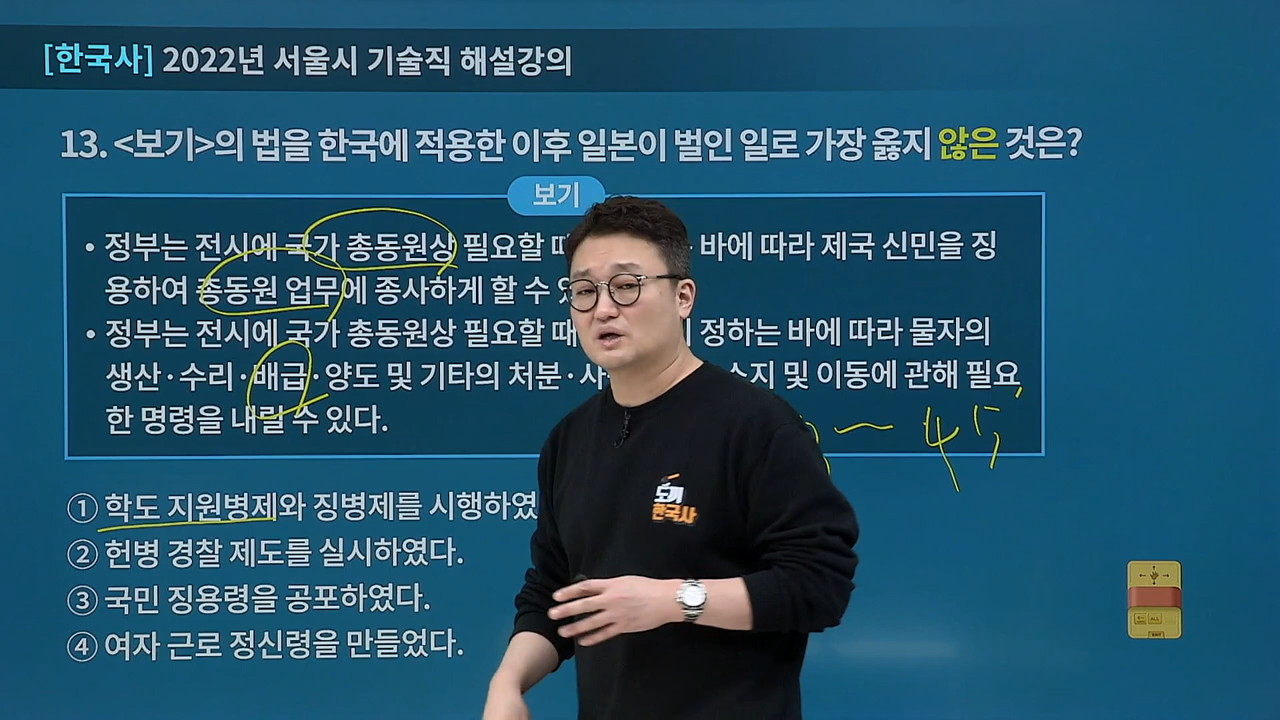 [한국사] 2022년 서울시 기술직 해설강의
13. <보기>의 법을 한국에 적용한 이후 일본이 벌인 일로 가장 옳지 않은 것은?
보기
• 정부는 전시에 국가 총동원상 필요할 바에 따라 제국 신민을 징
용하여 총동원 업무에 종사하게 할 수
• 정부는 전시에 국가 총동원상 필요할 때 정하는 바에 따라 물자의
생산·수리·배급·양도 및 기타의 처분· 및 이동에 관해 필요
한 명령을 내릴 수 있다.
~ 45
① 학도 지원병제와 징병제를 시행하였
② 헌병 경찰 제도를 실시하였다.
③ 국민 징용령을 공포하였다.
④ 여자 근로 정신령을 만들었다.
도기
한국사